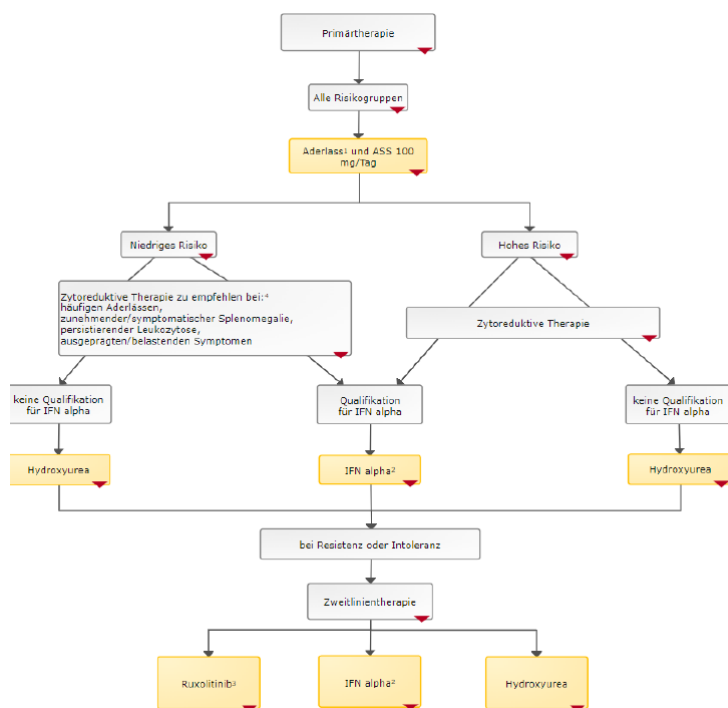 Primärtherapie
Alle Risikogruppen
Aderlass¹ und ASS 100
mg/Tag
Niedriges Risiko
Hohes Risiko
Zytoreduktive Therapie zu empfehlen bei:⁴
häufigen Aderlässen,
zunehmender/symptomatischer Splenomegalie,
persistierender Leukozytose,
ausgeprägten/belastenden Symptomen
Zytoreduktive Therapie
keine Qualifikation
für IFN alpha
Qualifikation
für IFN alpha
keine Qualifikation
für IFN alpha
Hydroxyurea
IFN alpha²
Hydroxyurea
bei Resistenz oder Intoleranz
Zweitlinientherapie
Ruxolitinib³
IFN alpha²
Hydroxyurea